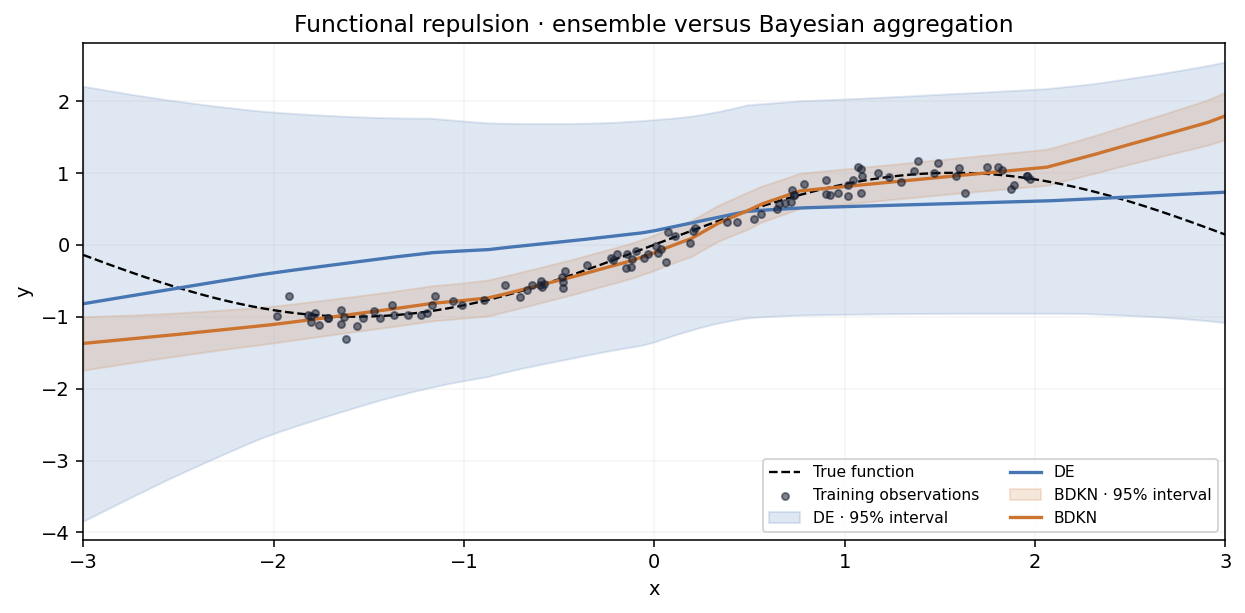 Functional repulsion · ensemble versus Bayesian aggregation
y
2
1
0
−1
−2
−3
−4
−3
−2
−1
0
1
2
3
x
True function
Training observations
DE · 95% interval
DE
BDKN · 95% interval
BDKN